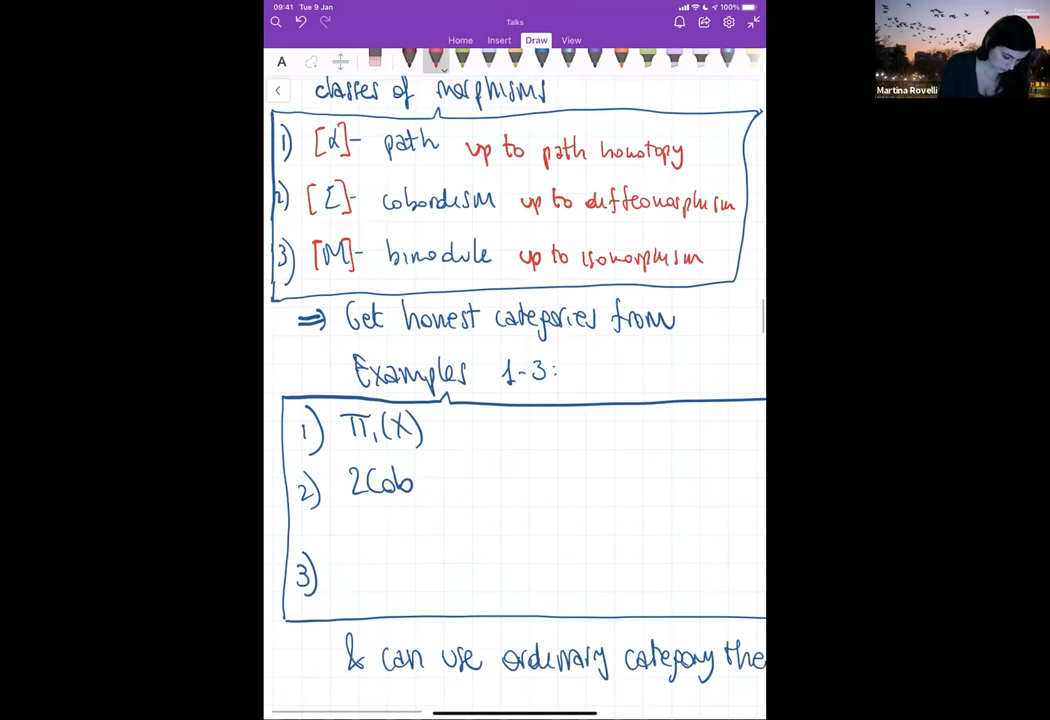 09:41 Tue 9 Jan
100%
Talks
Home Insert Draw View
A
Martina Rovelli
classes of morphisms
1) [α]- path up to path homotopy
2) [Σ]- cobordism up to diffeomorphism
3) [M]- bimodule up to isomorphism
⇒ Get honest categories from
Examples 1-3:
1) Π₁(X)
2) 2Cob
3)
& can use ordinary category the